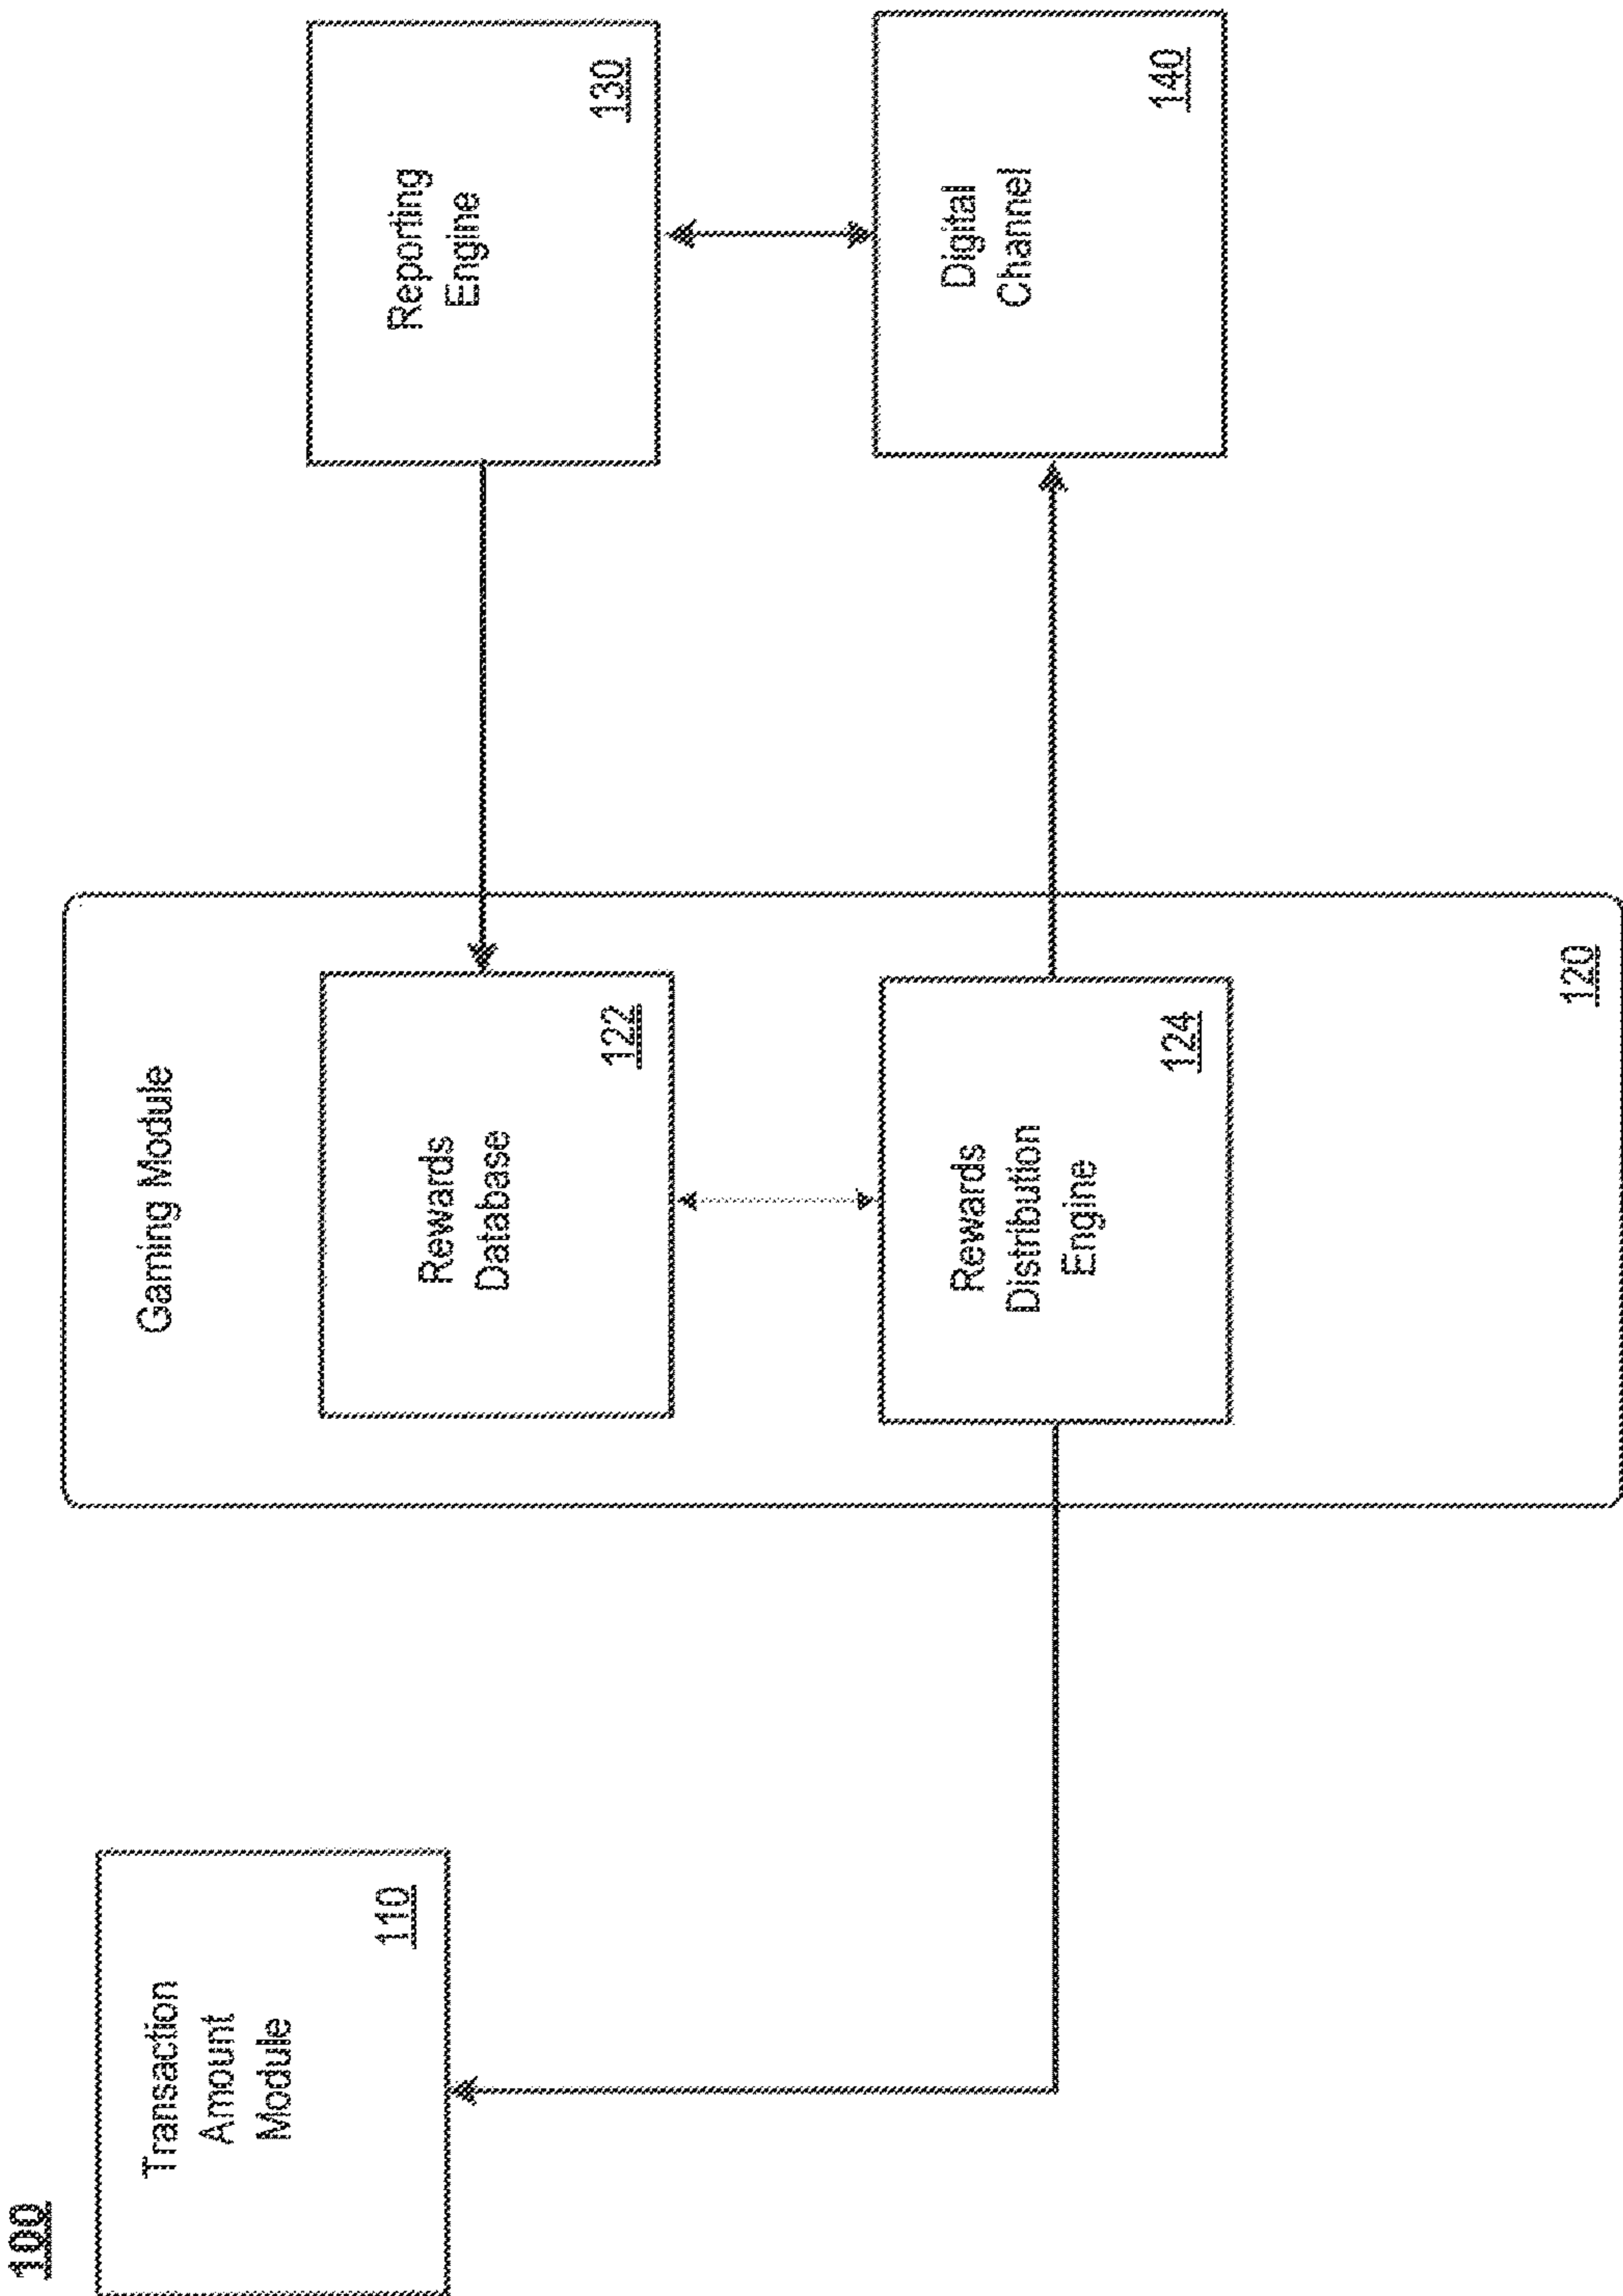 100
Transaction
Amount
Module
110
Gaming Module
Rewards
Database
122
Rewards
Distribution
Engine
124
120
Reporting
Engine
130
Digital
Channel
140